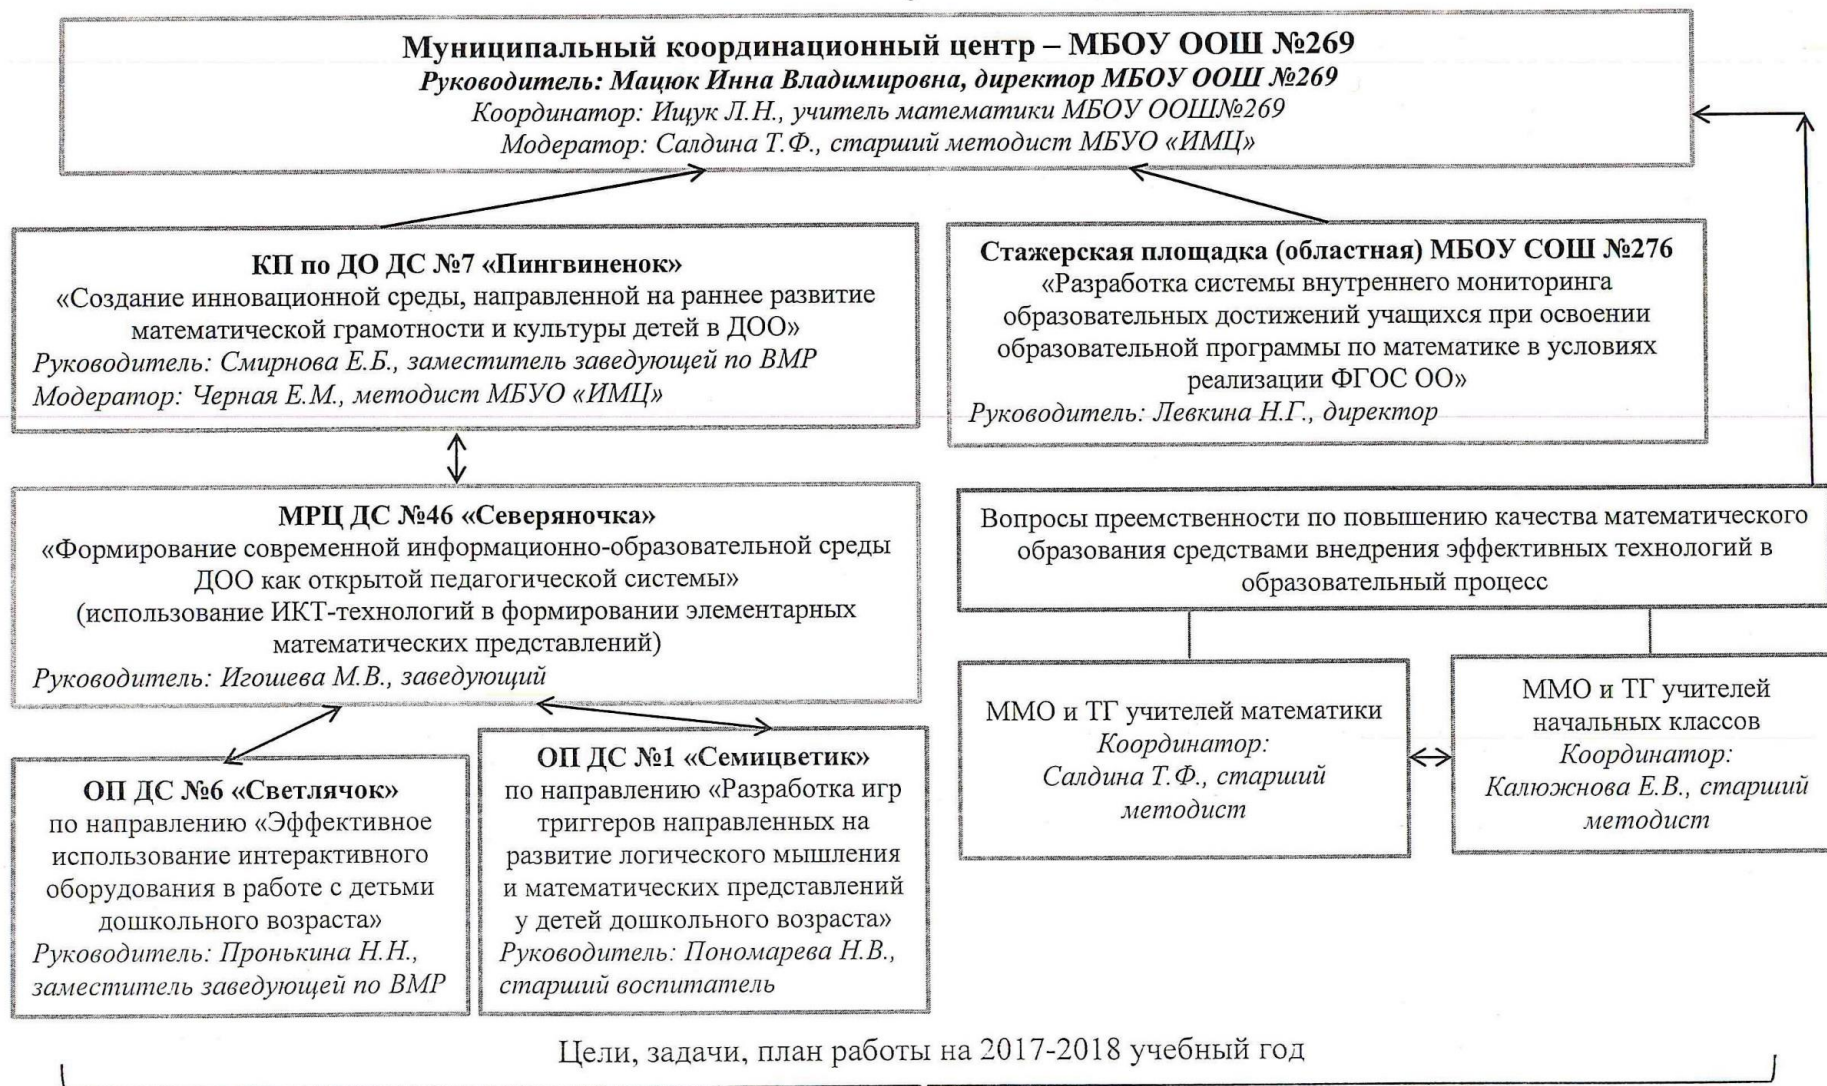 Муниципальный координационный центр – МБОУ ООШ №269
Руководитель: Мацюк Инна Владимировна, директор МБОУ ООШ №269
Координатор: Ищук Л.Н., учитель математики МБОУ ООШ№269
Модератор: Салдина Т.Ф., старший методист МБУО «ИМЦ»
КП по ДО ДС №7 «Пингвиненок»
«Создание инновационной среды, направленной на раннее развитие
математической грамотности и культуры детей в ДОО»
Руководитель: Смирнова Е.Б., заместитель заведующей по ВМР
Модератор: Черная Е.М., методист МБУО «ИМЦ»
Стажерская площадка (областная) МБОУ СОШ №276
«Разработка системы внутреннего мониторинга
образовательных достижений учащихся при освоении
образовательной программы по математике в условиях
реализации ФГОС ОО»
Руководитель: Левкина Н.Г., директор
МРЦ ДС №46 «Северяночка»
«Формирование современной информационно-образовательной среды
ДОО как открытой педагогической системы»
(использование ИКТ-технологий в формировании элементарных
математических представлений)
Руководитель: Игошева М.В., заведующий
Вопросы преемственности по повышению качества математического
образования средствами внедрения эффективных технологий в
образовательный процесс
ОП ДС №6 «Светлячок»
по направлению «Эффективное
использование интерактивного
оборудования в работе с детьми
дошкольного возраста»
Руководитель: Пронькина Н.Н.,
заместитель заведующей по ВМР
ОП ДС №1 «Семицветик»
по направлению «Разработка игр
триггеров направленных на
развитие логического мышления
и математических представлений
у детей дошкольного возраста»
Руководитель: Пономарева Н.В.,
старший воспитатель
ММО и ТГ учителей математики
Координатор:
Салдина Т.Ф., старший
методист
ММО и ТГ учителей
начальных классов
Координатор:
Калюжнова Е.В., старший
методист
Цели, задачи, план работы на 2017-2018 учебный год